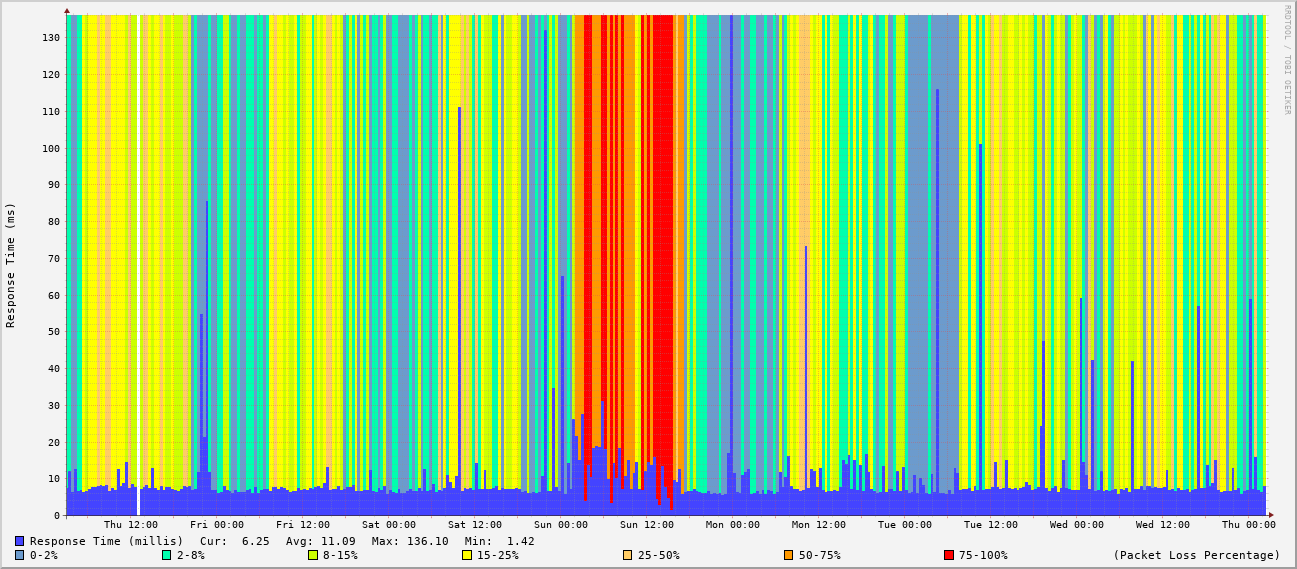 RRDTOOL / TOBI OETIKER
Response Time (ms)
130
120
110
100
90
80
70
60
50
40
30
20
10
0
Thu 12:00 Fri 00:00 Fri 12:00 Sat 00:00 Sat 12:00 Sun 00:00 Sun 12:00 Mon 00:00 Mon 12:00 Tue 00:00 Tue 12:00 Wed 00:00 Wed 12:00 Thu 00:00
Response Time (millis) Cur: 6.25 Avg: 11.09 Max: 136.10 Min: 1.42
0-2% 2-8% 8-15% 15-25% 25-50% 50-75% 75-100% (Packet Loss Percentage)